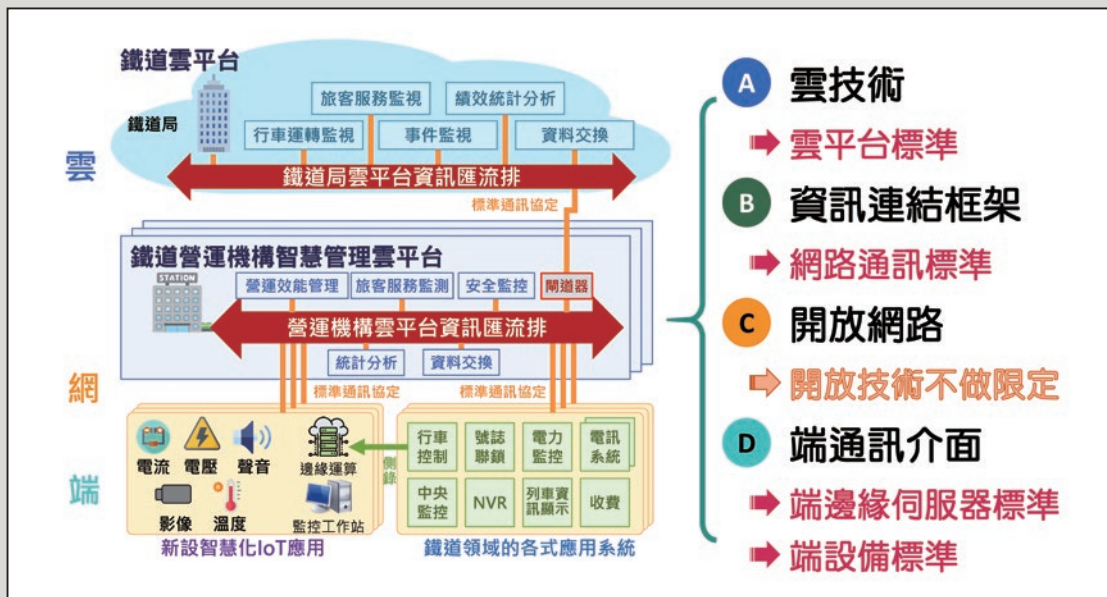 鐵道雲平台
鐵道局
旅客服務監視
績效統計分析
行車運轉監視
事件監視
資料交換
雲
鐵道局雲平台資訊匯流排
標準通訊協定
鐵道營運機構智慧管理雲平台
STATION
營運效能管理
旅客服務監測
安全監控
閘道器
營運機構雲平台資訊匯流排
統計分析
資料交換
網
標準通訊協定
標準通訊協定
端
電流
電壓
聲音
邊緣運算
影像
溫度
監控工作站
新設智慧化IoT應用
側錄
行車
控制
號誌
聯鎖
電力
監控
電訊
系統
中央
監控
NVR
列車資
訊顯示
收費
鐵道領域的各式應用系統
A 雲技術
雲平台標準
B 資訊連結框架
網路通訊標準
C 開放網路
開放技術不做限定
D 端通訊介面
端邊緣伺服器標準
端設備標準